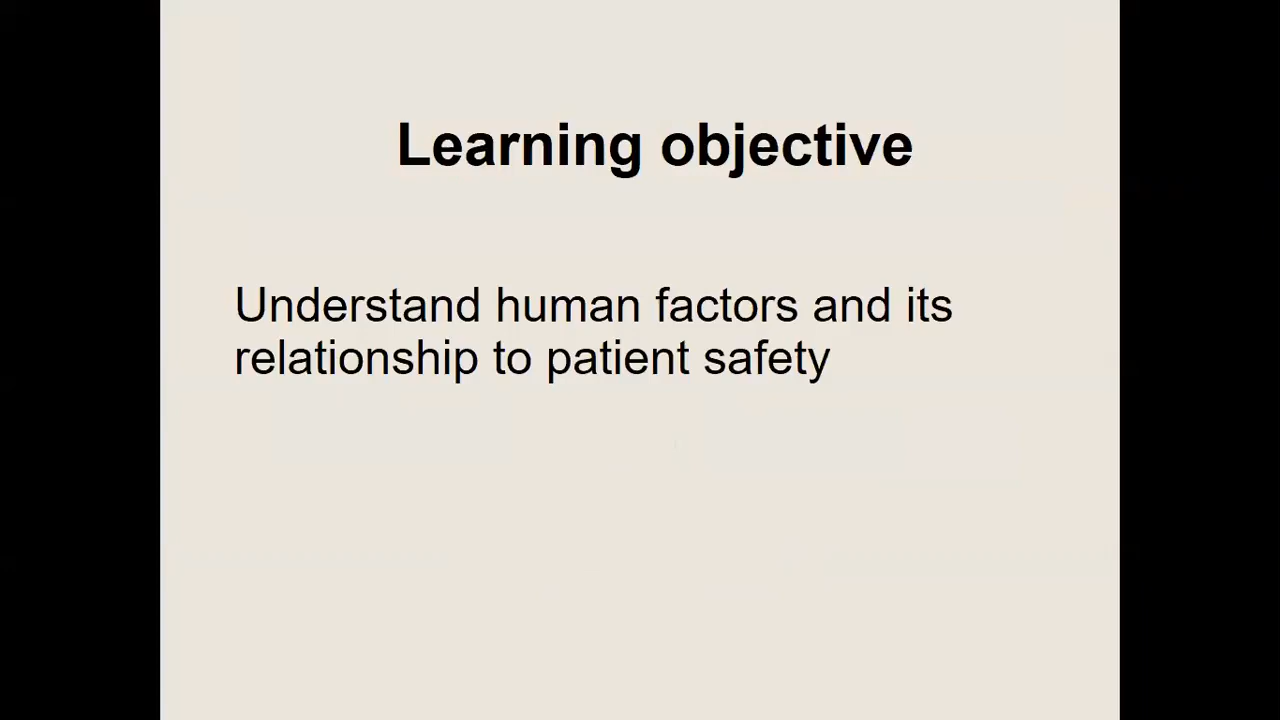 Learning objective
Understand human factors and its
relationship to patient safety